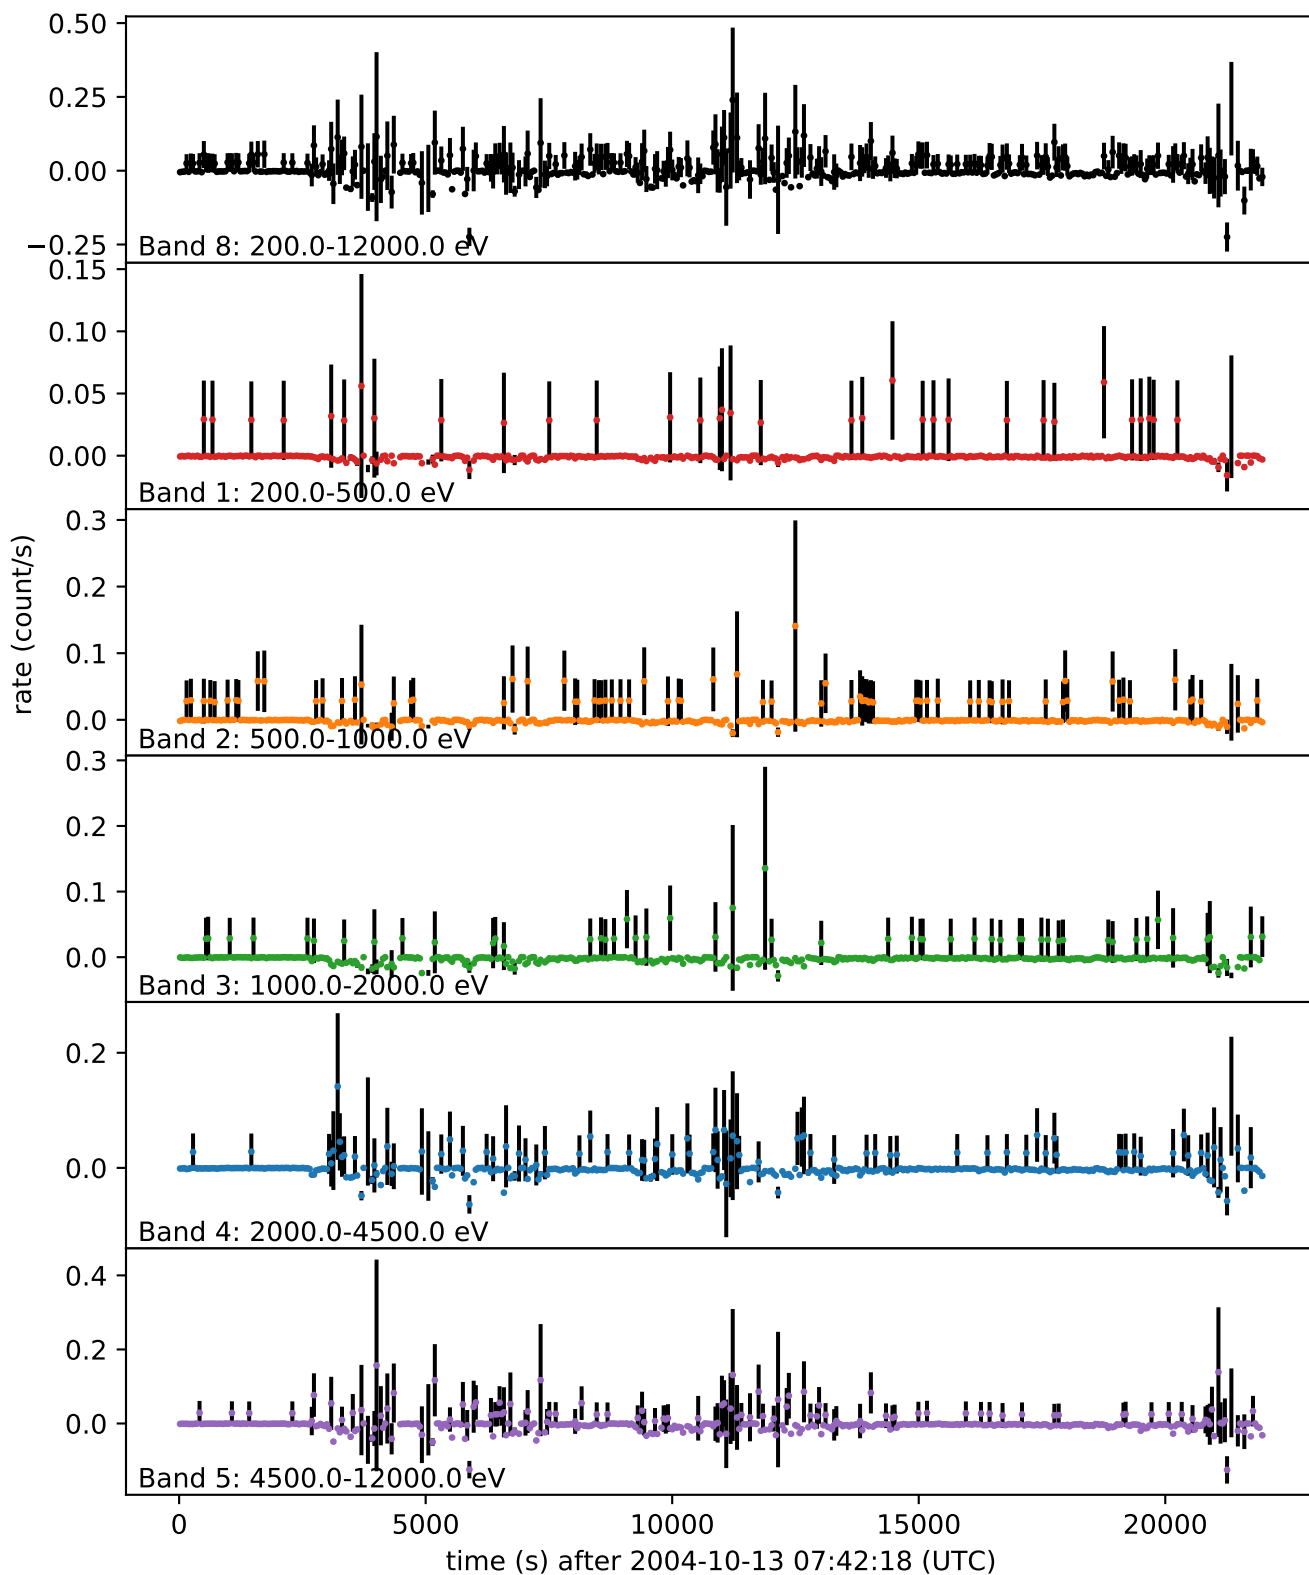 0.50
0.25
0.00
−0.25
Band 8: 200.0-12000.0 eV
0.15
0.10
0.05
0.00
Band 1: 200.0-500.0 eV
0.3
0.2
0.1
0.0
Band 2: 500.0-1000.0 eV
rate (count/s)
0.3
0.2
0.1
0.0
Band 3: 1000.0-2000.0 eV
0.2
0.0
Band 4: 2000.0-4500.0 eV
0.4
0.2
0.0
Band 5: 4500.0-12000.0 eV
0 5000 10000 15000 20000
time (s) after 2004-10-13 07:42:18 (UTC)